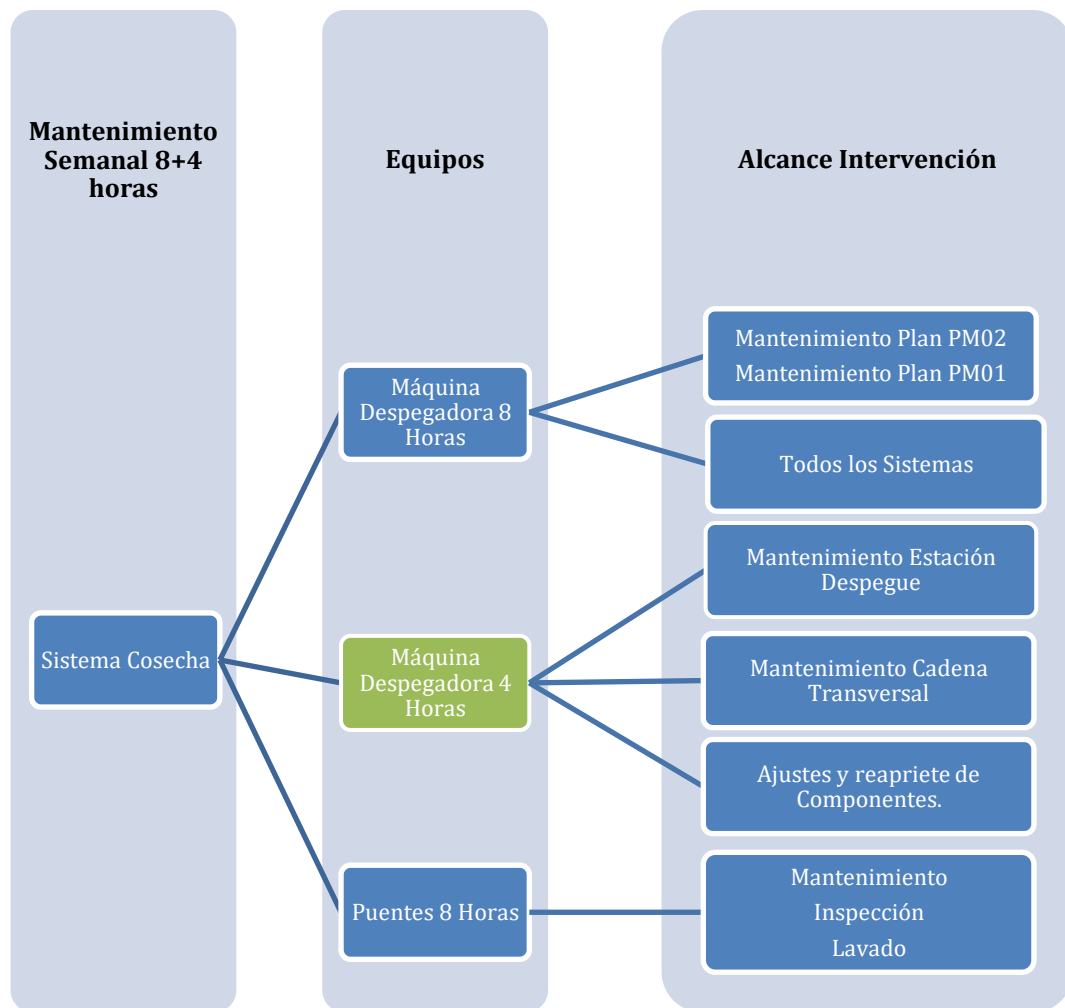 Mantenimiento
Semanal 8+4
horas
Equipos
Alcance Intervención
Sistema Cosecha
Máquina
Despegadora 8
Horas
Máquina
Despegadora 4
Horas
Puentes 8 Horas
Mantenimiento Plan PM02
Mantenimiento Plan PM01
Todos los Sistemas
Mantenimiento Estación
Despegue
Mantenimiento Cadena
Transversal
Ajustes y reapriete de
Componentes.
Mantenimiento
Inspección
Lavado